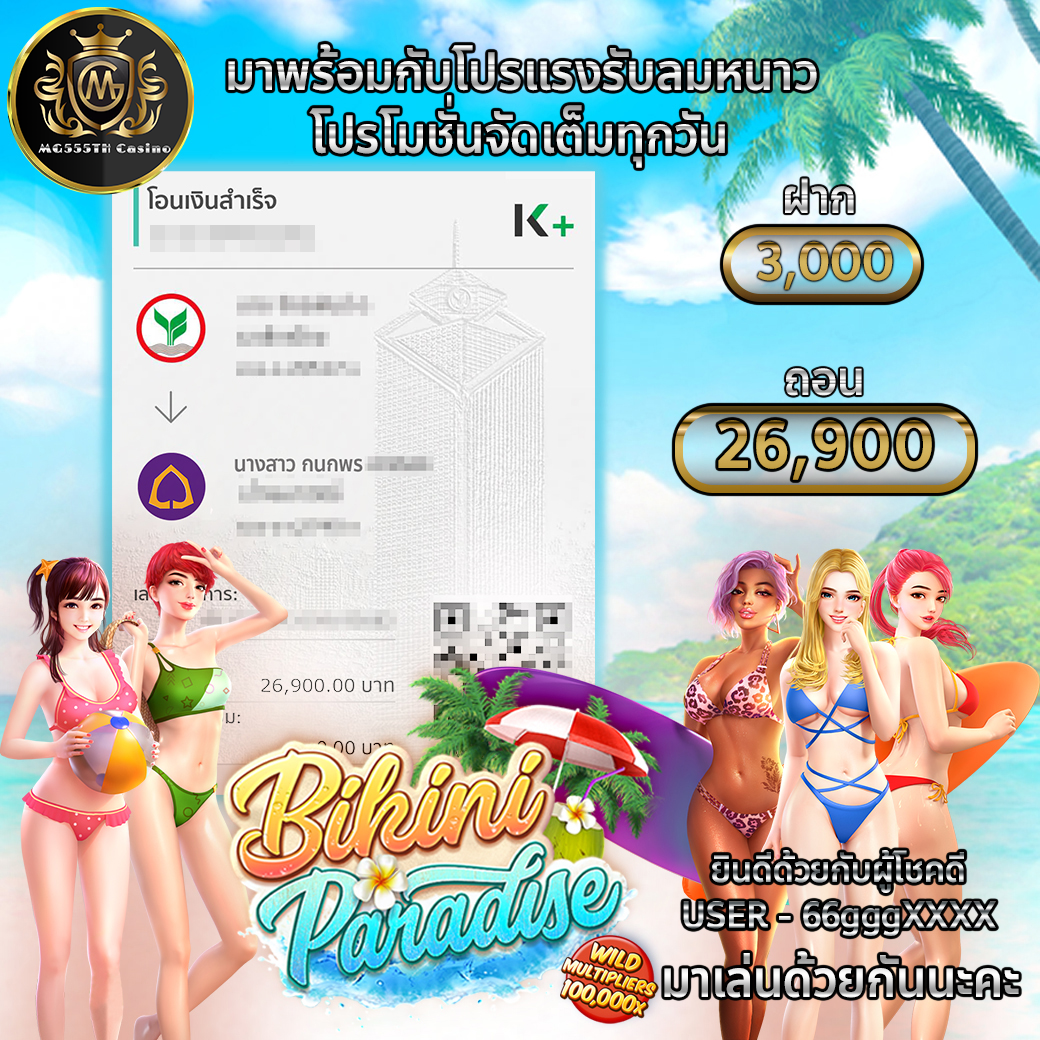 MG555TH Casino
มาพร้อมกับโปรแรงรับลมหนาว
โปรโมชั่นจัดเต็มทุกวัน
โอนเงินสำเร็จ
K+
ฝาก
3,000
ถอน
26,900
นางสาว กนกพร
26,900.00 บาท
Bikini
Paradise
WILD
MULTIPLIERS
100,000x
ยินดีด้วยกับผู้โชคดี
USER - 66gggXXXX
มาเล่นด้วยกันนะคะ